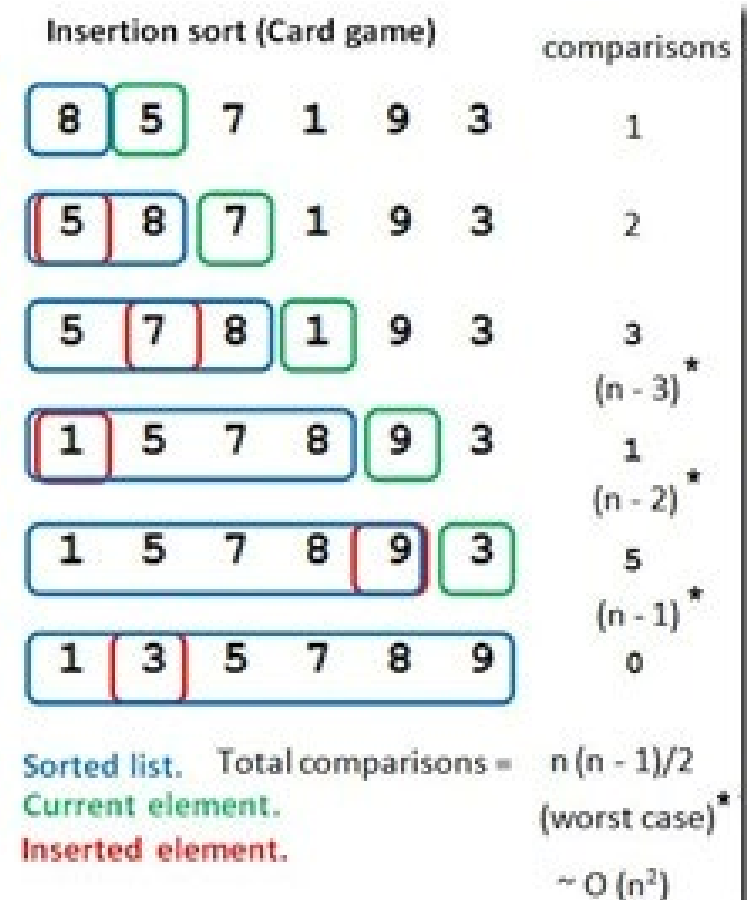 Insertion sort (Card game)
comparisons
8 5 7 1 9 3 1
5 8 7 1 9 3 2
5 7 8 1 9 3 3
(n - 3)*
1 5 7 8 9 3 1
(n - 2)*
1 5 7 8 9 3 5
(n - 1)*
1 3 5 7 8 9 0
Sorted list. Total comparisons = n (n - 1)/2
Current element.
(worst case)*
Inserted element.
~ O (n²)